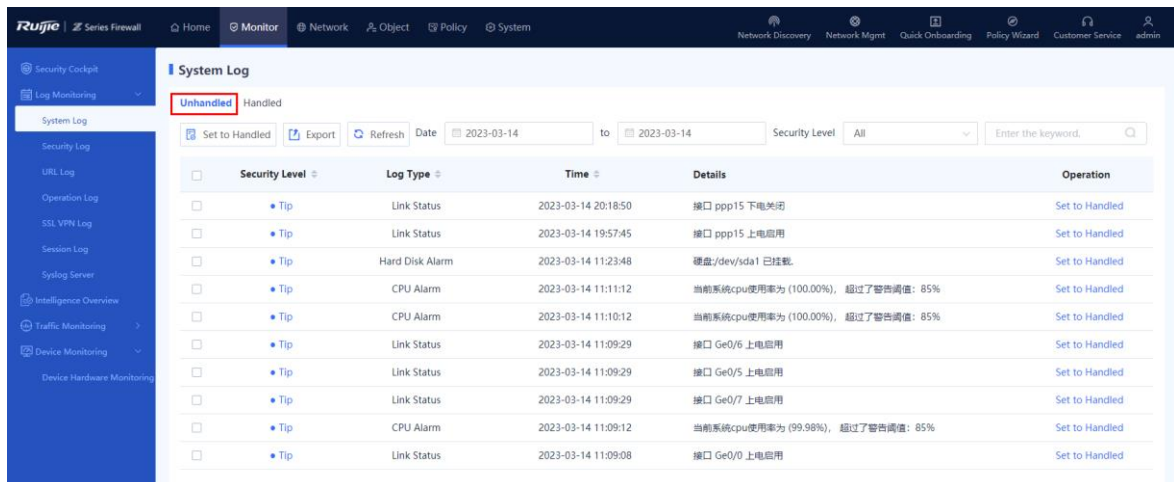 Ruijie | Z Series Firewall Home Monitor Network Object Policy System Network Discovery Network Mgmt Quick Onboarding Policy Wizard Customer Service admin
Security Cockpit
Log Monitoring
System Log
Security Log
URL Log
Operation Log
SSL VPN Log
Session Log
Syslog Server
Intelligence Overview
Traffic Monitoring
Device Monitoring
Device Hardware Monitoring
System Log
Unhandled Handled
Set to Handled Export Refresh Date 2023-03-14 to 2023-03-14 Security Level All Enter the keyword.
Security Level Log Type Time Details Operation
Tip Link Status 2023-03-14 20:18:50 接口 ppp15 下电关闭 Set to Handled
Tip Link Status 2023-03-14 19:57:45 接口 ppp15 上电启用 Set to Handled
Tip Hard Disk Alarm 2023-03-14 11:23:48 硬盘:/dev/sda1 已挂载. Set to Handled
Tip CPU Alarm 2023-03-14 11:11:12 当前系统cpu使用率为 (100.00%)， 超过了警告阈值：85% Set to Handled
Tip CPU Alarm 2023-03-14 11:10:12 当前系统cpu使用率为 (100.00%)， 超过了警告阈值：85% Set to Handled
Tip Link Status 2023-03-14 11:09:29 接口 Ge0/6 上电启用 Set to Handled
Tip Link Status 2023-03-14 11:09:29 接口 Ge0/5 上电启用 Set to Handled
Tip Link Status 2023-03-14 11:09:29 接口 Ge0/7 上电启用 Set to Handled
Tip CPU Alarm 2023-03-14 11:09:12 当前系统cpu使用率为 (99.98%)， 超过了警告阈值：85% Set to Handled
Tip Link Status 2023-03-14 11:09:08 接口 Ge0/0 上电启用 Set to Handled